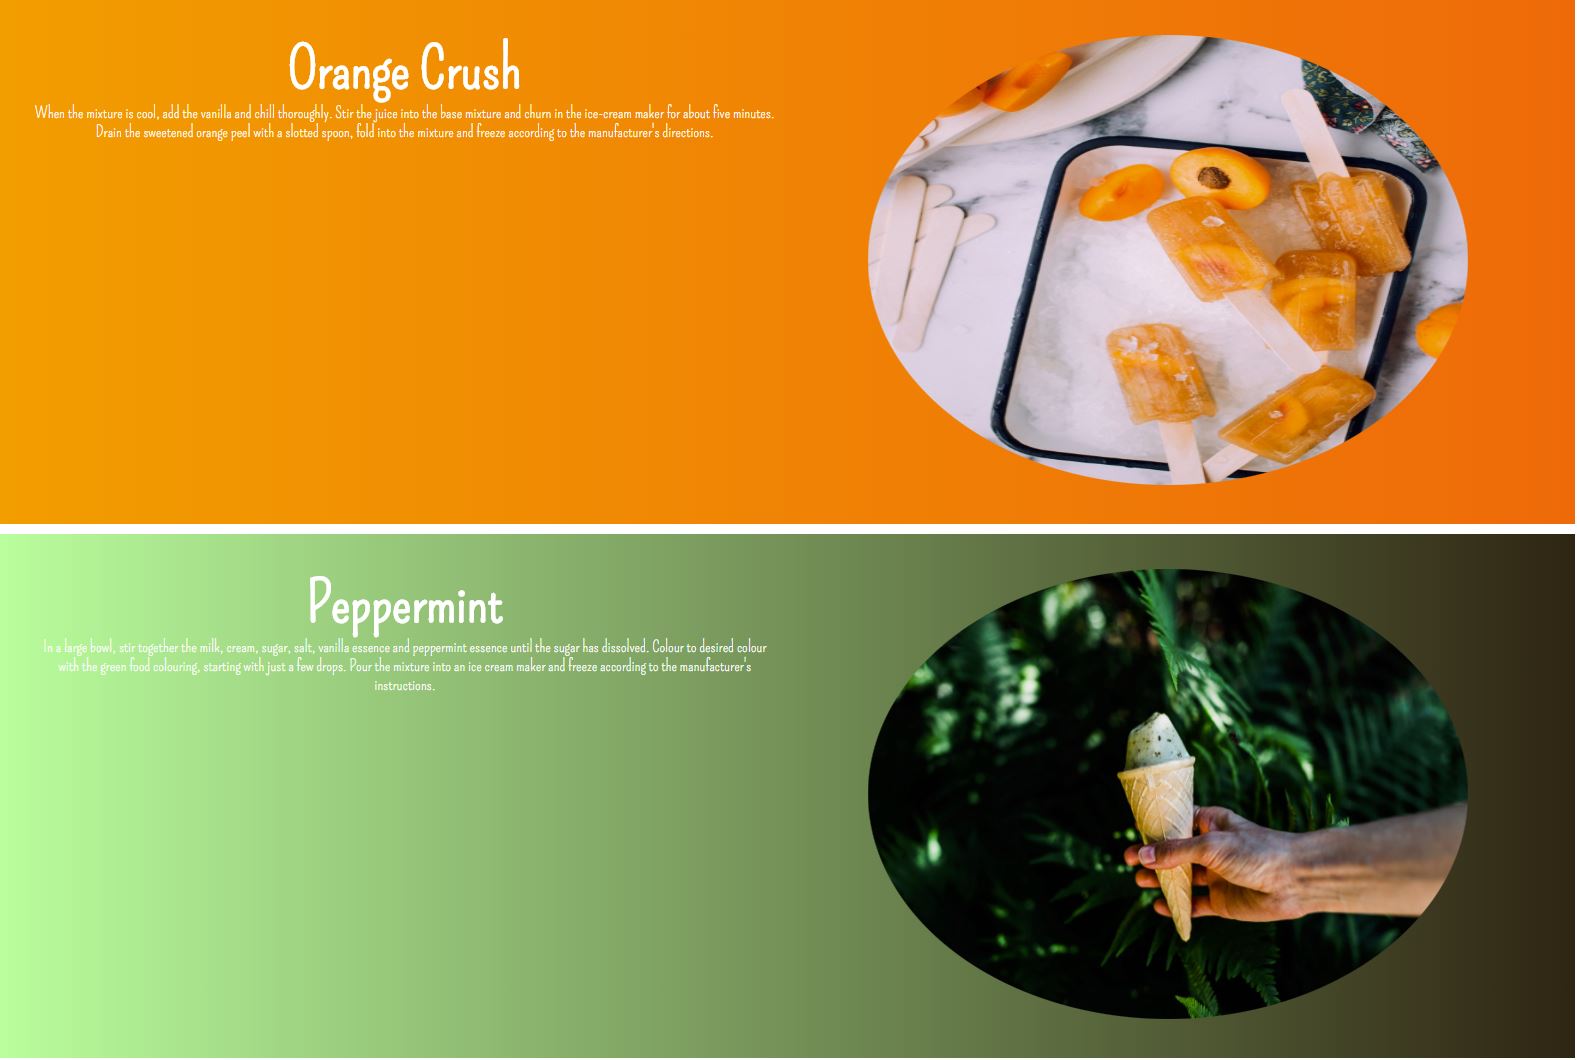 Orange Crush
When the mixture is cool, add the vanilla and chill thoroughly. Stir the juice into the base mixture and churn in the ice-cream maker for about five minutes.
Drain the sweetened orange peel with a slotted spoon, fold into the mixture and freeze according to the manufacturer's directions.
Peppermint
In a large bowl, stir together the milk, cream, sugar, salt, vanilla essence and peppermint essence until the sugar has dissolved. Colour to desired colour
with the green food colouring, starting with just a few drops. Pour the mixture into an ice cream maker and freeze according to the manufacturer's
instructions.